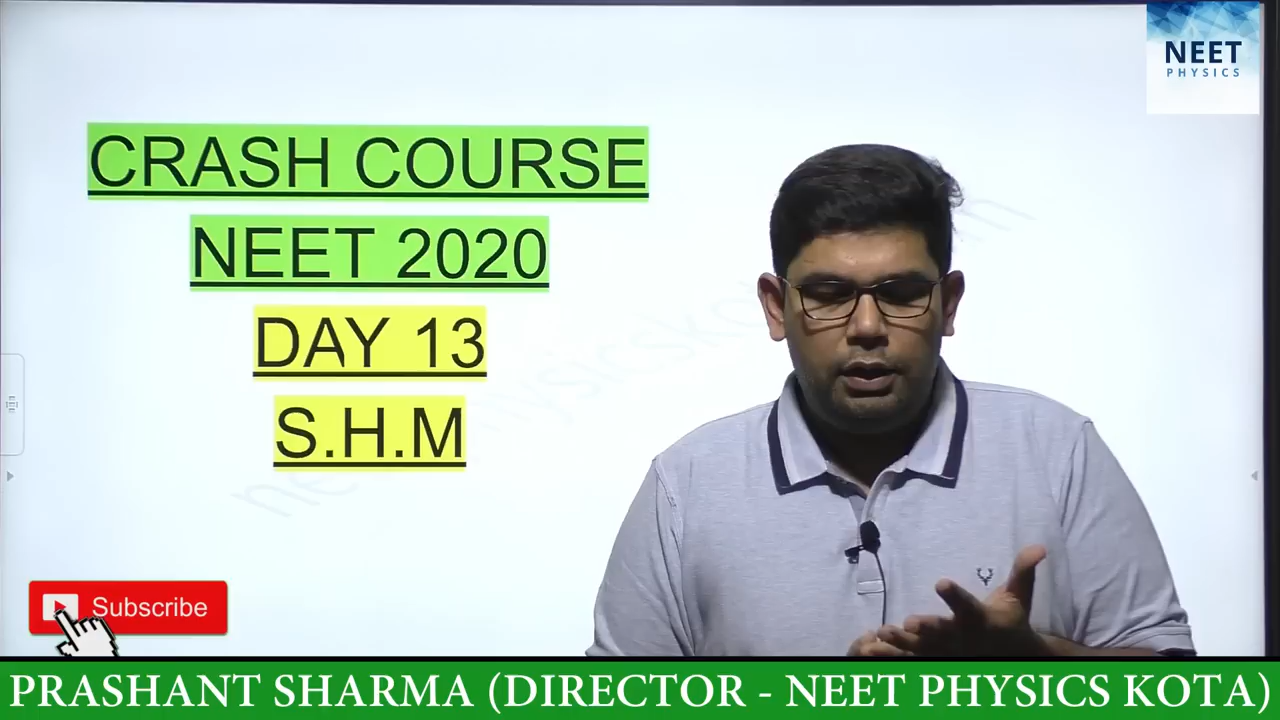 NEET
PHYSICS
CRASH COURSE
NEET 2020
DAY 13
S.H.M
Subscribe
PRASHANT SHARMA (DIRECTOR - NEET PHYSICS KOTA)